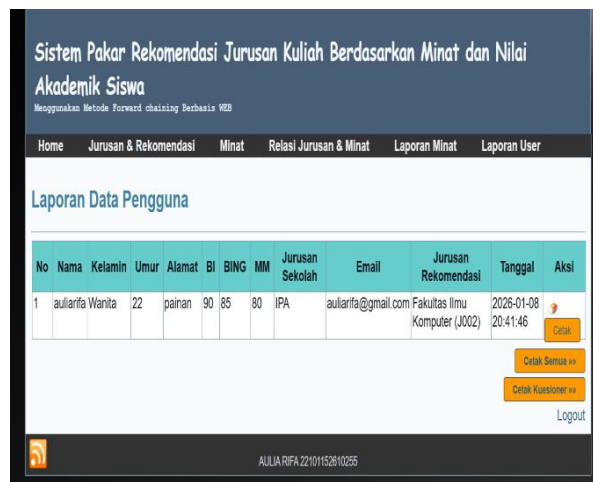 Sistem Pakar Rekomendasi Jurusan Kuliah Berdasarkan Minat dan Nilai
Akademik Siswa
Menggunakan Metode Forward chaining Berbasis WEB
Home Jurusan & Rekomendasi Minat Relasi Jurusan & Minat Laporan Minat Laporan User
Laporan Data Pengguna
No Nama Kelamin Umur Alamat BI BING MM Jurusan Sekolah Email Jurusan Rekomendasi Tanggal Aksi
1 auliarifa Wanita 22 painan 90 85 80 IPA auliarifa@gmail.com Fakultas Ilmu Komputer (J002) 2026-01-08 20:41:46
Cetak
Cetak Semua »»
Cetak Kuesioner »»
Logout
AULIA RIFA 22101152610255